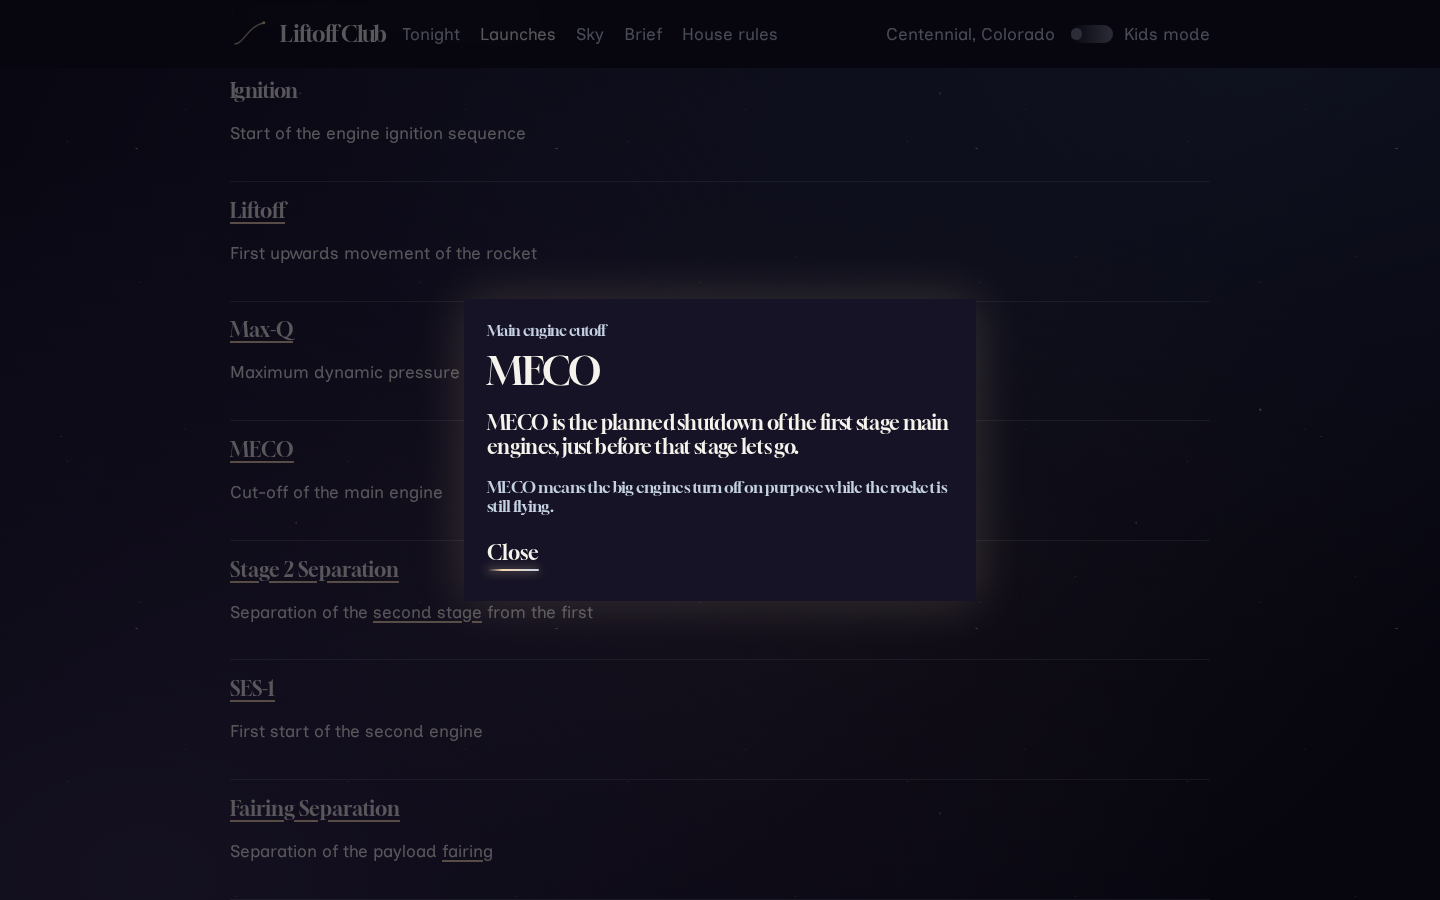 Liftoff Club Tonight Launches Sky Brief House rules Centennial, Colorado Kids mode
Ignition
Start of the engine ignition sequence
Liftoff
First upwards movement of the rocket
Max-Q
Maximum dynamic pressure
MECO
Cut-off of the main engine
Stage 2 Separation
Separation of the second stage from the first
SES-1
First start of the second engine
Fairing Separation
Separation of the payload fairing
Main engine cutoff
MECO
MECO is the planned shutdown of the first stage main
engines, just before that stage lets go.
MECO means the big engines turn off on purpose while the rocket is
still flying.
Close